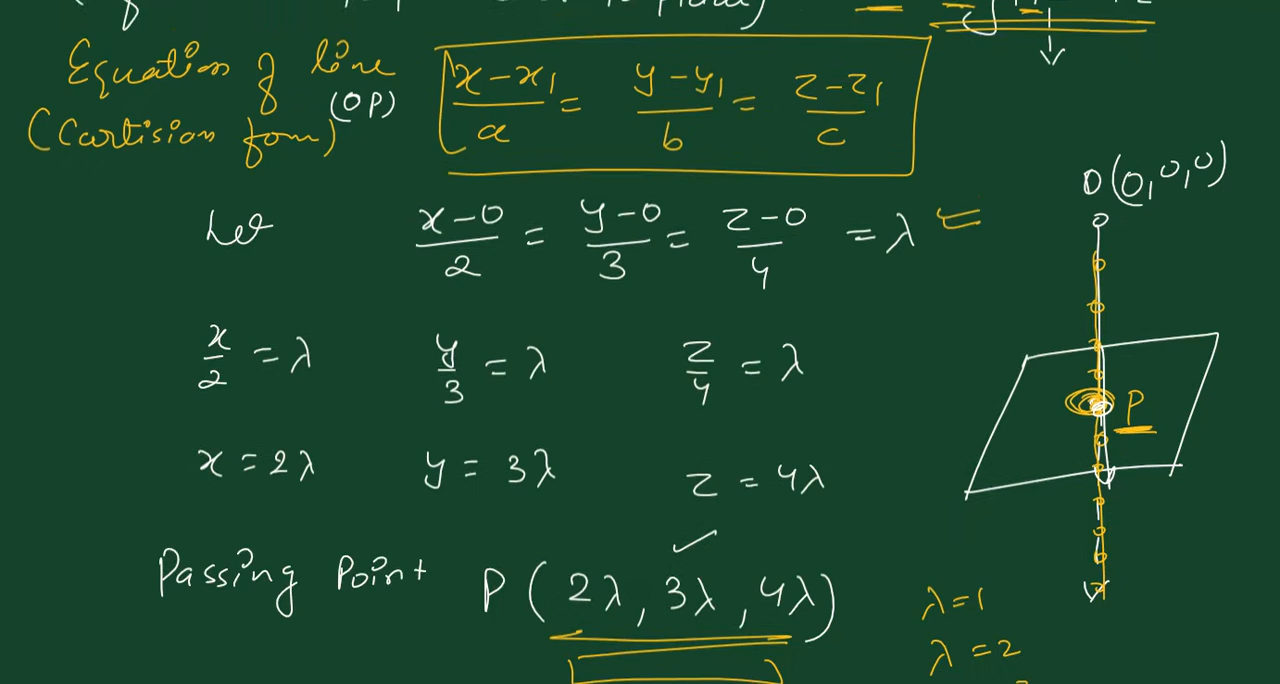 Equation of line
(OP)
(Cartision form)
x-x₁/a = y-y₁/b = z-z₁/c
O(0,0,0)
Let x-0/2 = y-0/3 = z-0/4 = λ
x/2 = λ y/3 = λ z/4 = λ
P
x = 2λ y = 3λ z = 4λ
Passing Point P(2λ, 3λ, 4λ)
λ=1
λ=2